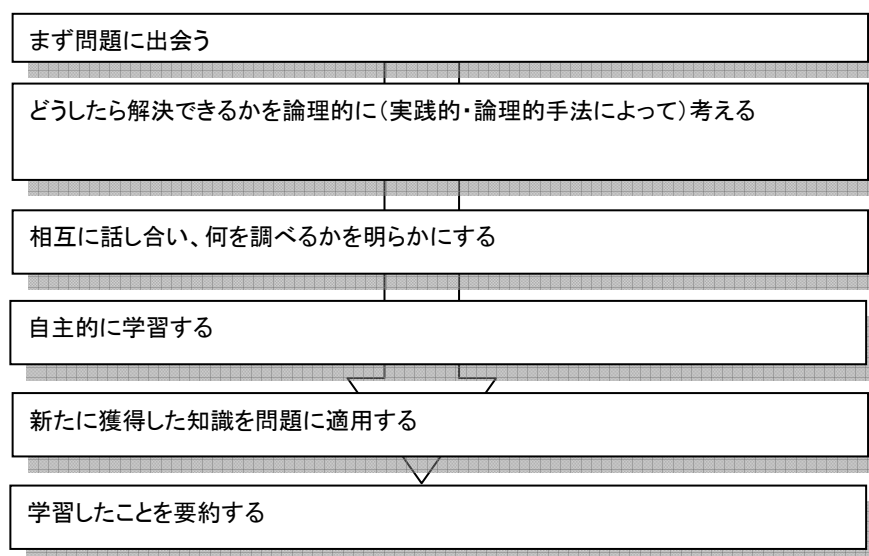 まず問題に出会う
どうしたら解決できるかを論理的に(実践的・論理的手法によって)考える
相互に話し合い、何を調べるかを明らかにする
自主的に学習する
新たに獲得した知識を問題に適用する
学習したことを要約する